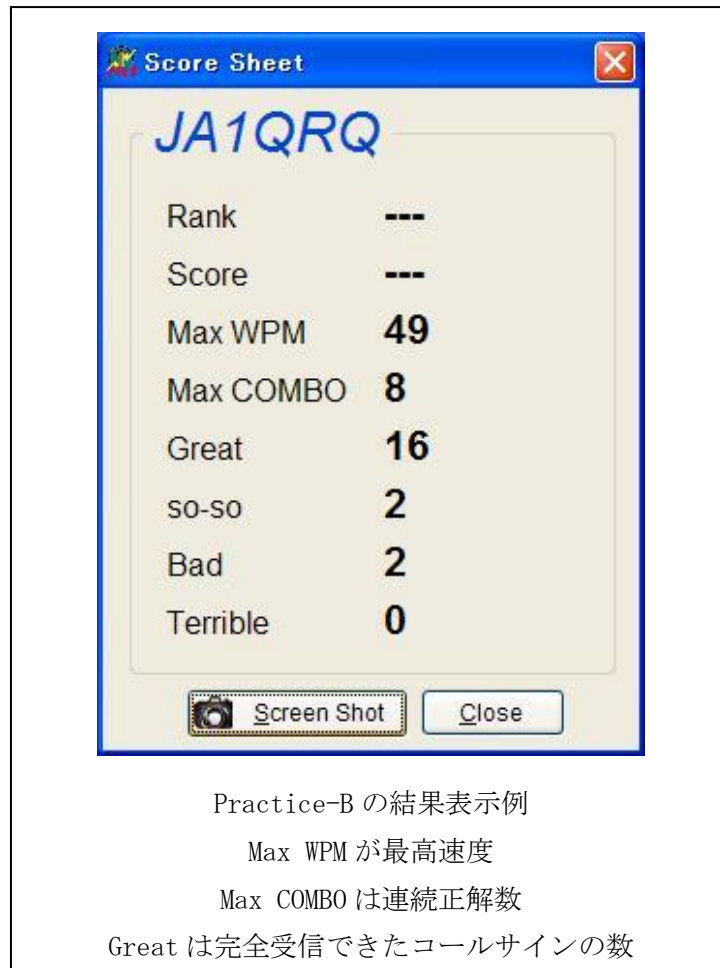 Score Sheet
JA1QRQ
Rank ---
Score ---
Max WPM 49
Max COMBO 8
Great 16
so-so 2
Bad 2
Terrible 0
Screen Shot Close
Practice-B の結果表示例
Max WPM が最高速度
Max COMBO は連続正解数
Great は完全受信できたコールサインの数